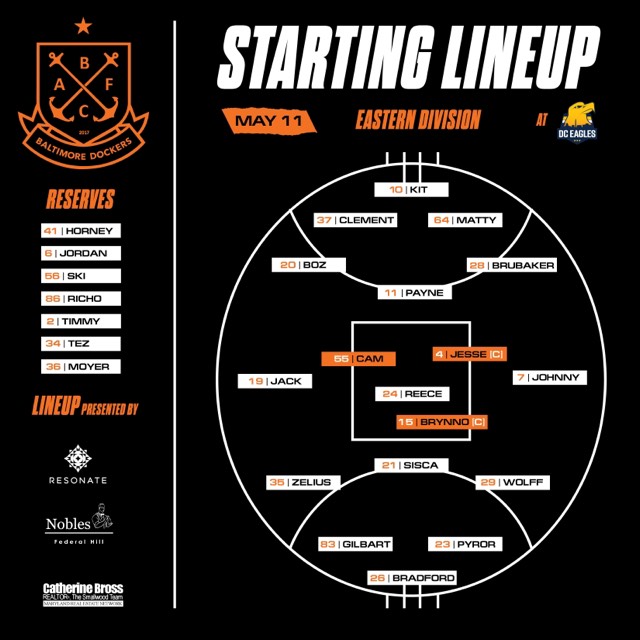 B
A F
C
2017
BALTIMORE DOCKERS
RESERVES
41 | HORNEY
6 | JORDAN
56 | SKI
86 | RICHO
2 | TIMMY
34 | TEZ
36 | MOYER
LINEUP PRESENTED BY
RESONATE
Nobles
Federal Hill
Catherine Bross
REALTOR, The Smallwood Team
MARYLAND REAL ESTATE NETWORK
STARTING LINEUP
MAY 11 EASTERN DIVISION AT DC EAGLES
10 | KIT
37 | CLEMENT 64 | MATTY
20 | BOZ 28 | BRUBAKER
11 | PAYNE
55 | CAM 4 | JESSE [C]
19 | JACK 7 | JOHNNY
24 | REECE
15 | BRYNNO [C]
21 | SISCA
35 | ZELIUS 29 | WOLFF
83 | GILBART 23 | PYROR
26 | BRADFORD